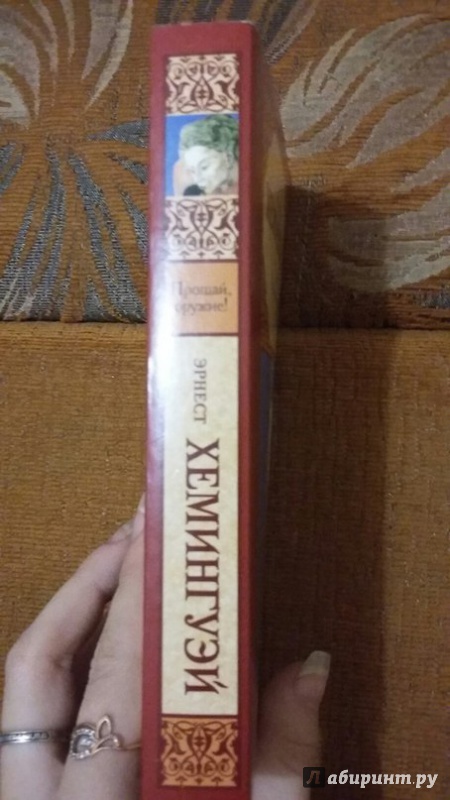 Прощай,
оружие!
ЭРНЕСТ
ХЕМИНГУЭЙ
Лабиринт.ру